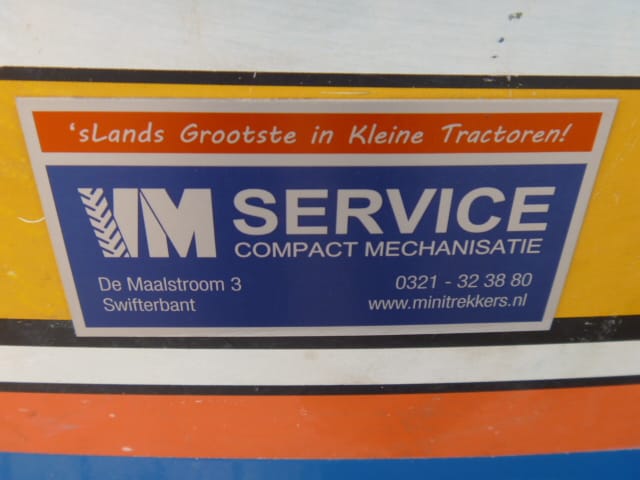 'sLands Grootste in Kleine Tractoren!
VM SERVICE
COMPACT MECHANISATIE
De Maalstroom 3
Swifterbant
0321 - 32 38 80
www.minitrekkers.nl